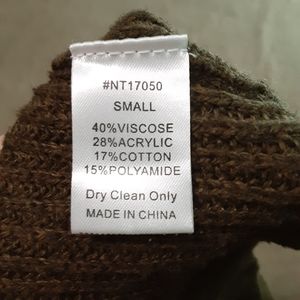 #NT17050
SMALL
40%VISCOSE
28%ACRYLIC
17%COTTON
15%POLYAMIDE
Dry Clean Only
MADE IN CHINA